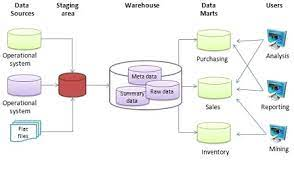 Data
Sources
Staging
area
Warehouse
Data
Marts
Users
Operational
system
Operational
system
Flat
files
Meta data
Summary
data
Raw data
Purchasing
Sales
Inventory
Analysis
Reporting
Mining